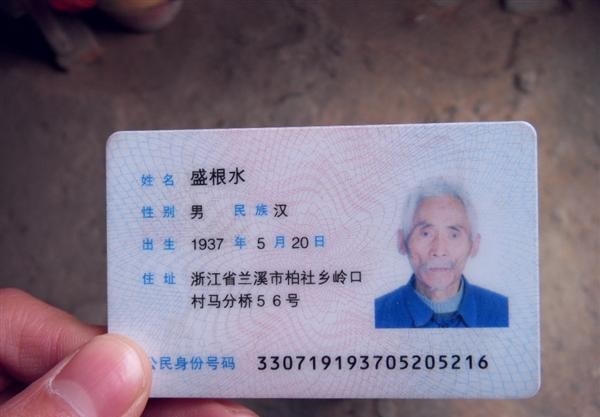 姓名 盛根水
性别 男 民族 汉
出生 1937 年 5 月 20 日
住址 浙江省兰溪市柏社乡岭口
村马分桥56号
公民身份号码 330719193705205216